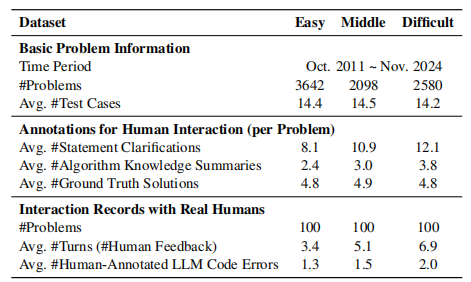 Dataset Easy Middle Difficult
Basic Problem Information
Time Period Oct. 2011 ~ Nov. 2024
#Problems 3642 2098 2580
Avg. #Test Cases 14.4 14.5 14.2
Annotations for Human Interaction (per Problem)
Avg. #Statement Clarifications 8.1 10.9 12.1
Avg. #Algorithm Knowledge Summaries 2.4 3.0 3.8
Avg. #Ground Truth Solutions 4.8 4.9 4.8
Interaction Records with Real Humans
#Problems 100 100 100
Avg. #Turns (#Human Feedback) 3.4 5.1 6.9
Avg. #Human-Annotated LLM Code Errors 1.3 1.5 2.0